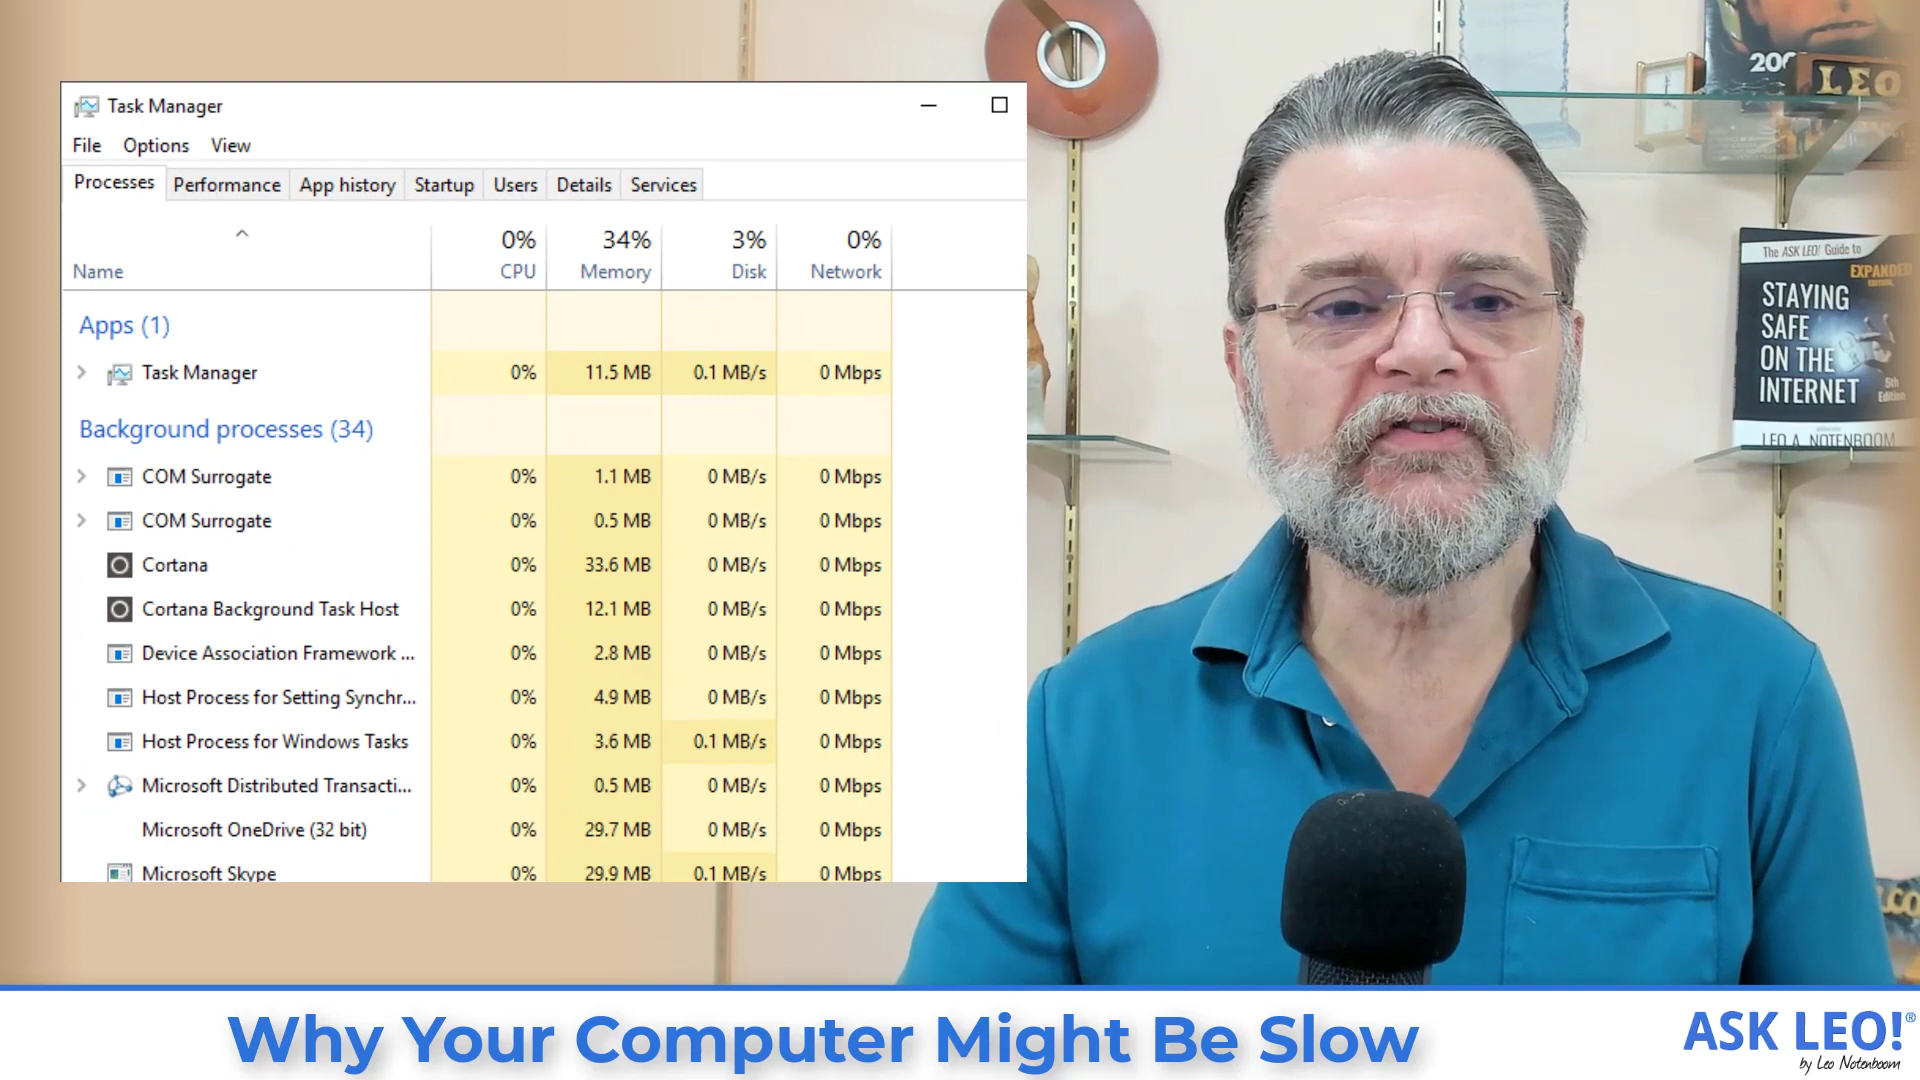 Task Manager
File Options View
Processes Performance App history Startup Users Details Services
0% 34% 3% 0%
Name CPU Memory Disk Network
Apps (1)
Task Manager 0% 11.5 MB 0.1 MB/s 0 Mbps
Background processes (34)
COM Surrogate 0% 1.1 MB 0 MB/s 0 Mbps
COM Surrogate 0% 0.5 MB 0 MB/s 0 Mbps
Cortana 0% 33.6 MB 0 MB/s 0 Mbps
Cortana Background Task Host 0% 12.1 MB 0 MB/s 0 Mbps
Device Association Framework ... 0% 2.8 MB 0 MB/s 0 Mbps
Host Process for Setting Synchr... 0% 4.9 MB 0 MB/s 0 Mbps
Host Process for Windows Tasks 0% 3.6 MB 0.1 MB/s 0 Mbps
Microsoft Distributed Transacti... 0% 0.5 MB 0 MB/s 0 Mbps
Microsoft OneDrive (32 bit) 0% 29.7 MB 0 MB/s 0 Mbps
Microsoft Skype 0% 29.9 MB 0.1 MB/s 0 Mbps
200
LEO
The ASK LEO! Guide to
EXPANDED
EDITION
STAYING
SAFE
ON THE
INTERNET
5th
Edition
LEO A. NOTENBOOM
Why Your Computer Might Be Slow
ASK LEO!®
by Leo Notenboom